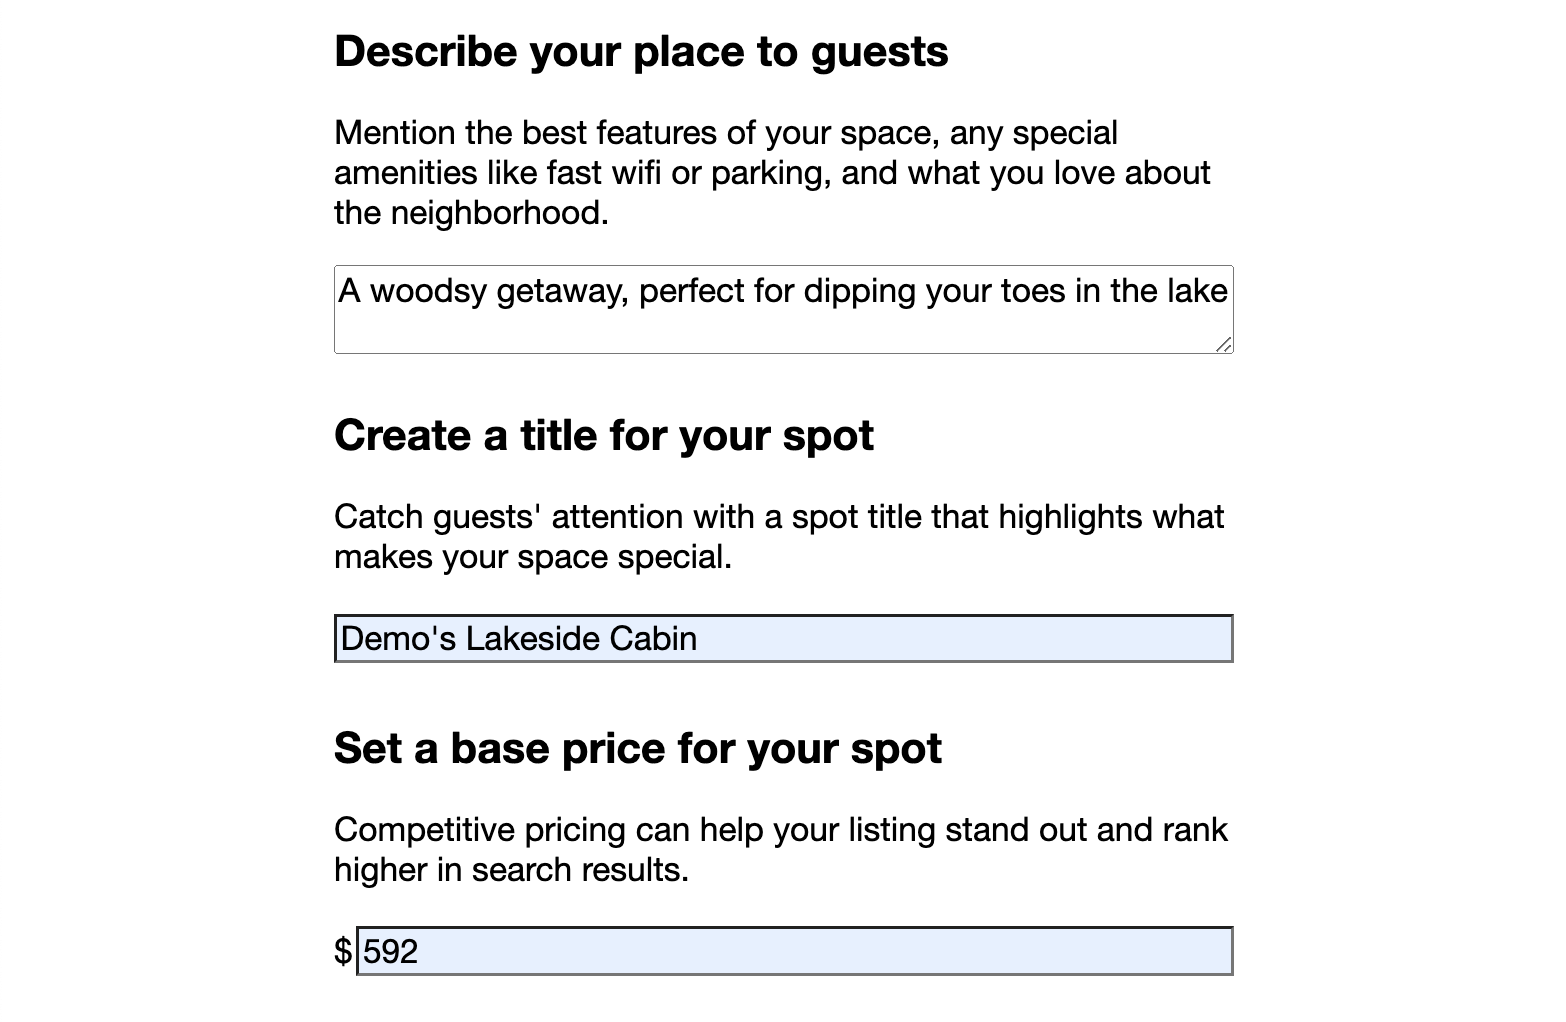 Describe your place to guests
Mention the best features of your space, any special
amenities like fast wifi or parking, and what you love about
the neighborhood.
A woodsy getaway, perfect for dipping your toes in the lake
Create a title for your spot
Catch guests' attention with a spot title that highlights what
makes your space special.
Demo's Lakeside Cabin
Set a base price for your spot
Competitive pricing can help your listing stand out and rank
higher in search results.
$ 592